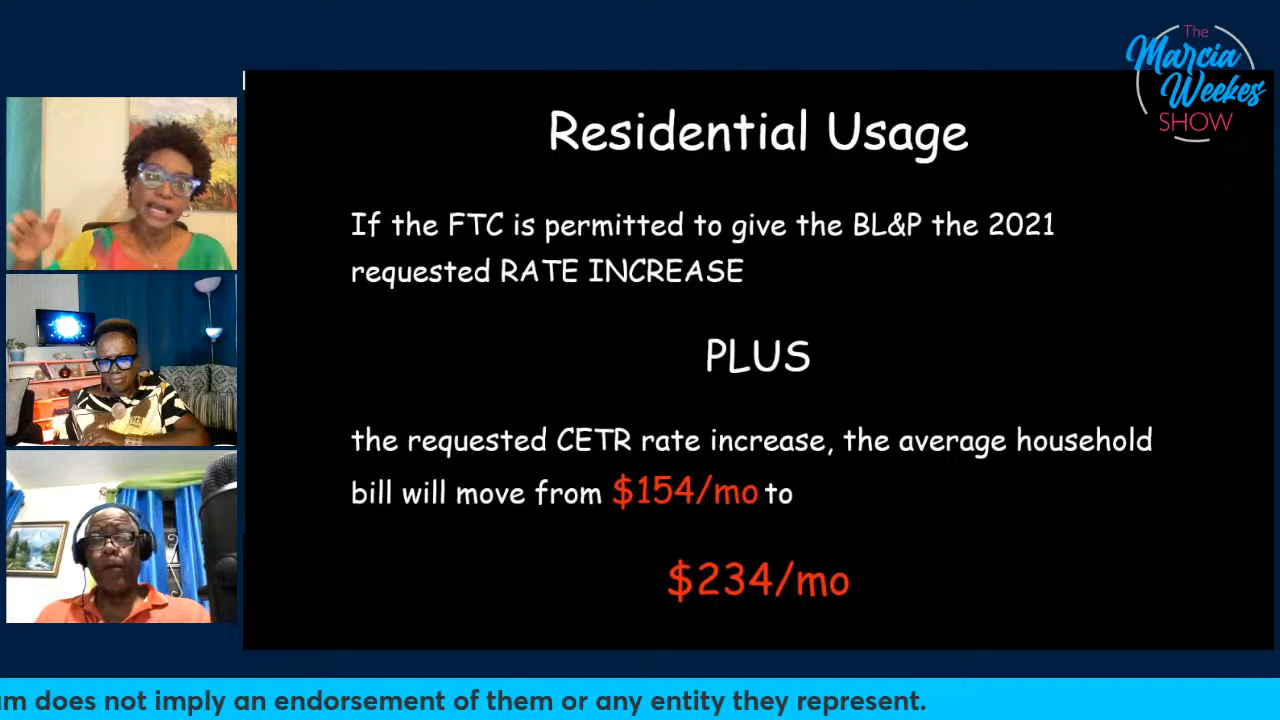 The
Marcia
Weekes
SHOW
Residential Usage
If the FTC is permitted to give the BL&P the 2021
requested RATE INCREASE
PLUS
the requested CETR rate increase, the average household
bill will move from $154/mo to
$234/mo
does not imply an endorsement of them or any entity they represent.